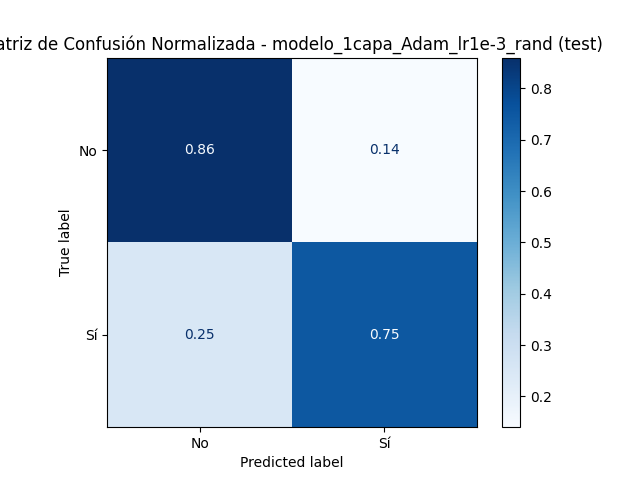 atriz de Confusión Normalizada - modelo_1capa_Adam_lr1e-3_rand (test)
No
0.86
0.14
Sí
0.25
0.75
True label
No
Sí
Predicted label
0.8
0.7
0.6
0.5
0.4
0.3
0.2